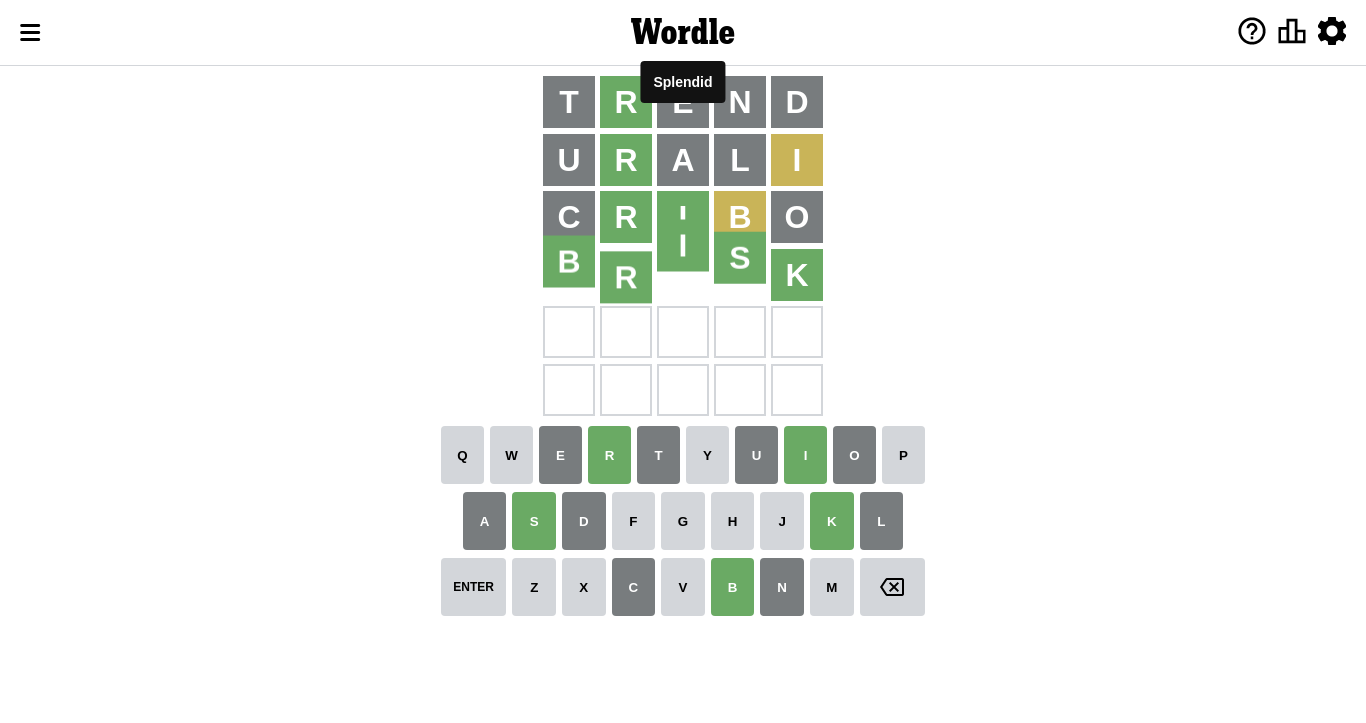 Wordle
Splendid
T R E N D
U R A L I
C R I B O
B R I S K
Q W E R T Y U I O P
A S D F G H J K L
ENTER Z X C V B N M